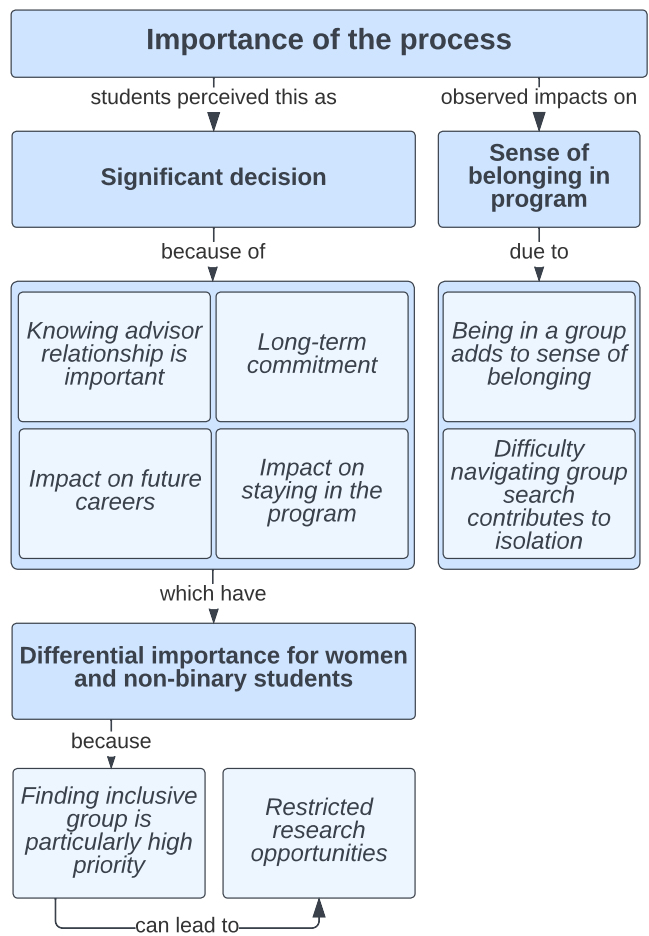 Importance of the process
students perceived this as
observed impacts on
Significant decision
Sense of
belonging in
program
because of
due to
Knowing advisor
relationship is
important
Long-term
commitment
Being in a group
adds to sense of
belonging
Impact on future
careers
Impact on
staying in the
program
Difficulty
navigating group
search
contributes to
isolation
which have
Differential importance for women
and non-binary students
because
Finding inclusive
group is
particularly high
priority
Restricted
research
opportunities
can lead to